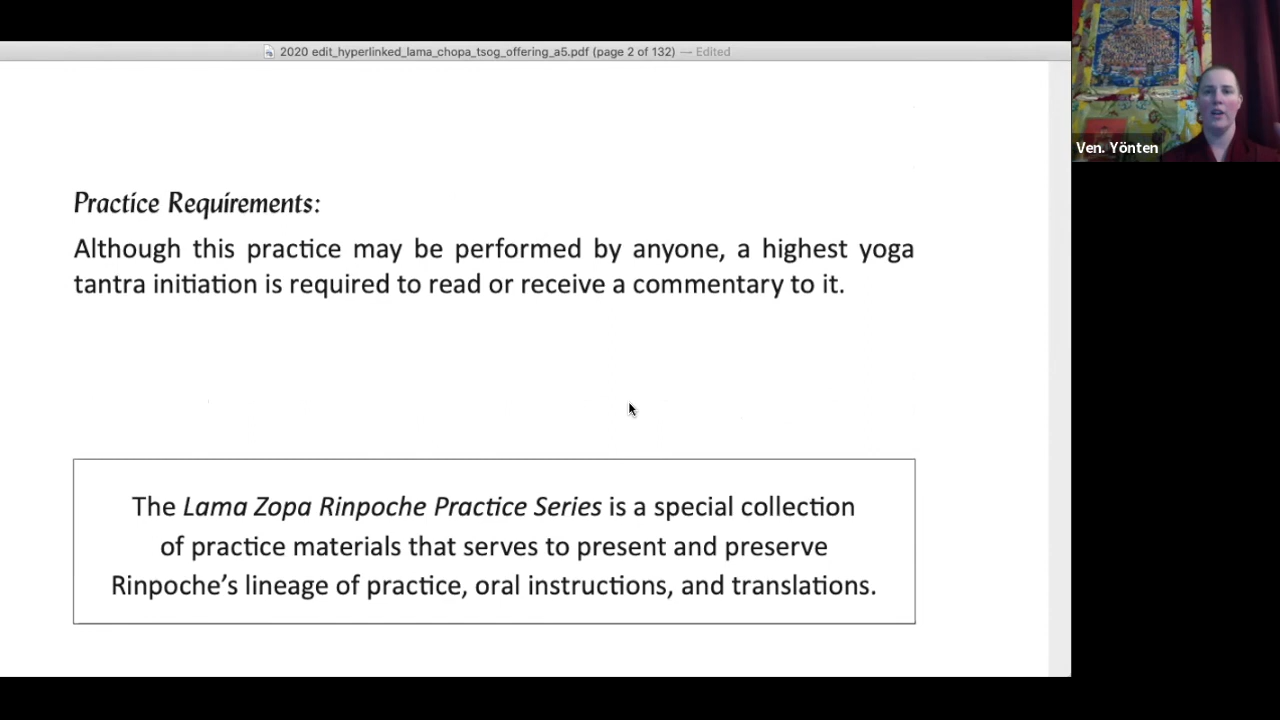 2020 edit_hyperlinked_lama_chopa_tsog_offering_a5.pdf (page 2 of 132) — Edited
Ven. Yönten
Practice Requirements:
Although this practice may be performed by anyone, a highest yoga
tantra initiation is required to read or receive a commentary to it.
The Lama Zopa Rinpoche Practice Series is a special collection
of practice materials that serves to present and preserve
Rinpoche’s lineage of practice, oral instructions, and translations.